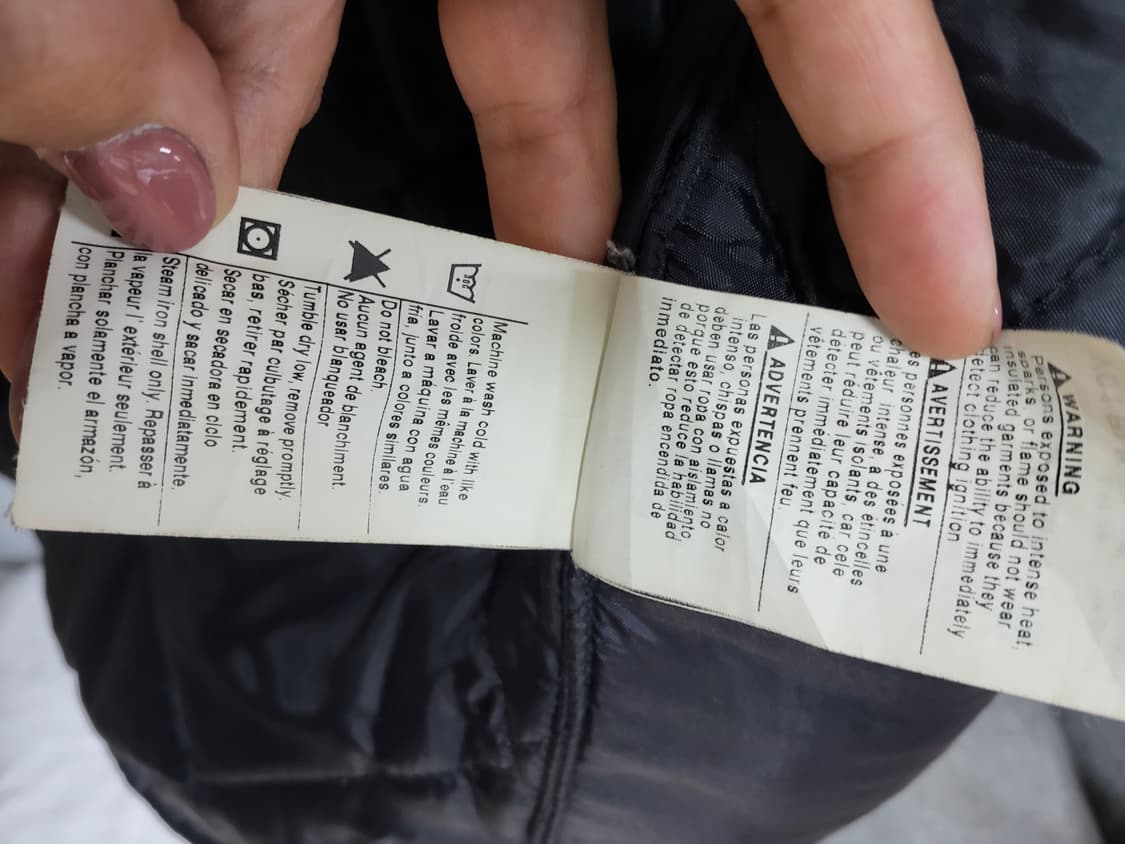 WARNING
Persons exposed to intense heat,
sparks, or flame should not wear
insulated garments because they
can reduce the ability to immediately
detect clothing ignition
AVERTISSEMENT
es personnes exposées à une
chaleur intene, a des étincelles
ou vêtements isolants, car cele
peut réduire leur capacité de
détecter immédiatement que leurs
vêtements prennent feu.
ADVERTENCIA
Las personas expuestas a calor
intenso, chispas o llamas no
deben usar ropa con aislamiento,
porque esto reduce la habilidad
de detectar ropa encendida de
inmediato.
Machine wash cold with like
colors. Laver à la machine à l'eau
froide avec les mêmes couleurs.
Lavar a máquina con agua
fria, junto a colores similares.
Do not bleach.
Aucun agent de blanchiment.
No usar blanqueador
Tumble dry low, remove promptly.
Sécher par culbutage à réglage
bas, retirer rapidement.
Secar en secadora en ciclo
delicado y sacar inmediatamente.
Steam iron shell only. Repasser à
la vapeur l' extérieur seulement.
Planchar solamente el armazón,
con plancha a vapor.